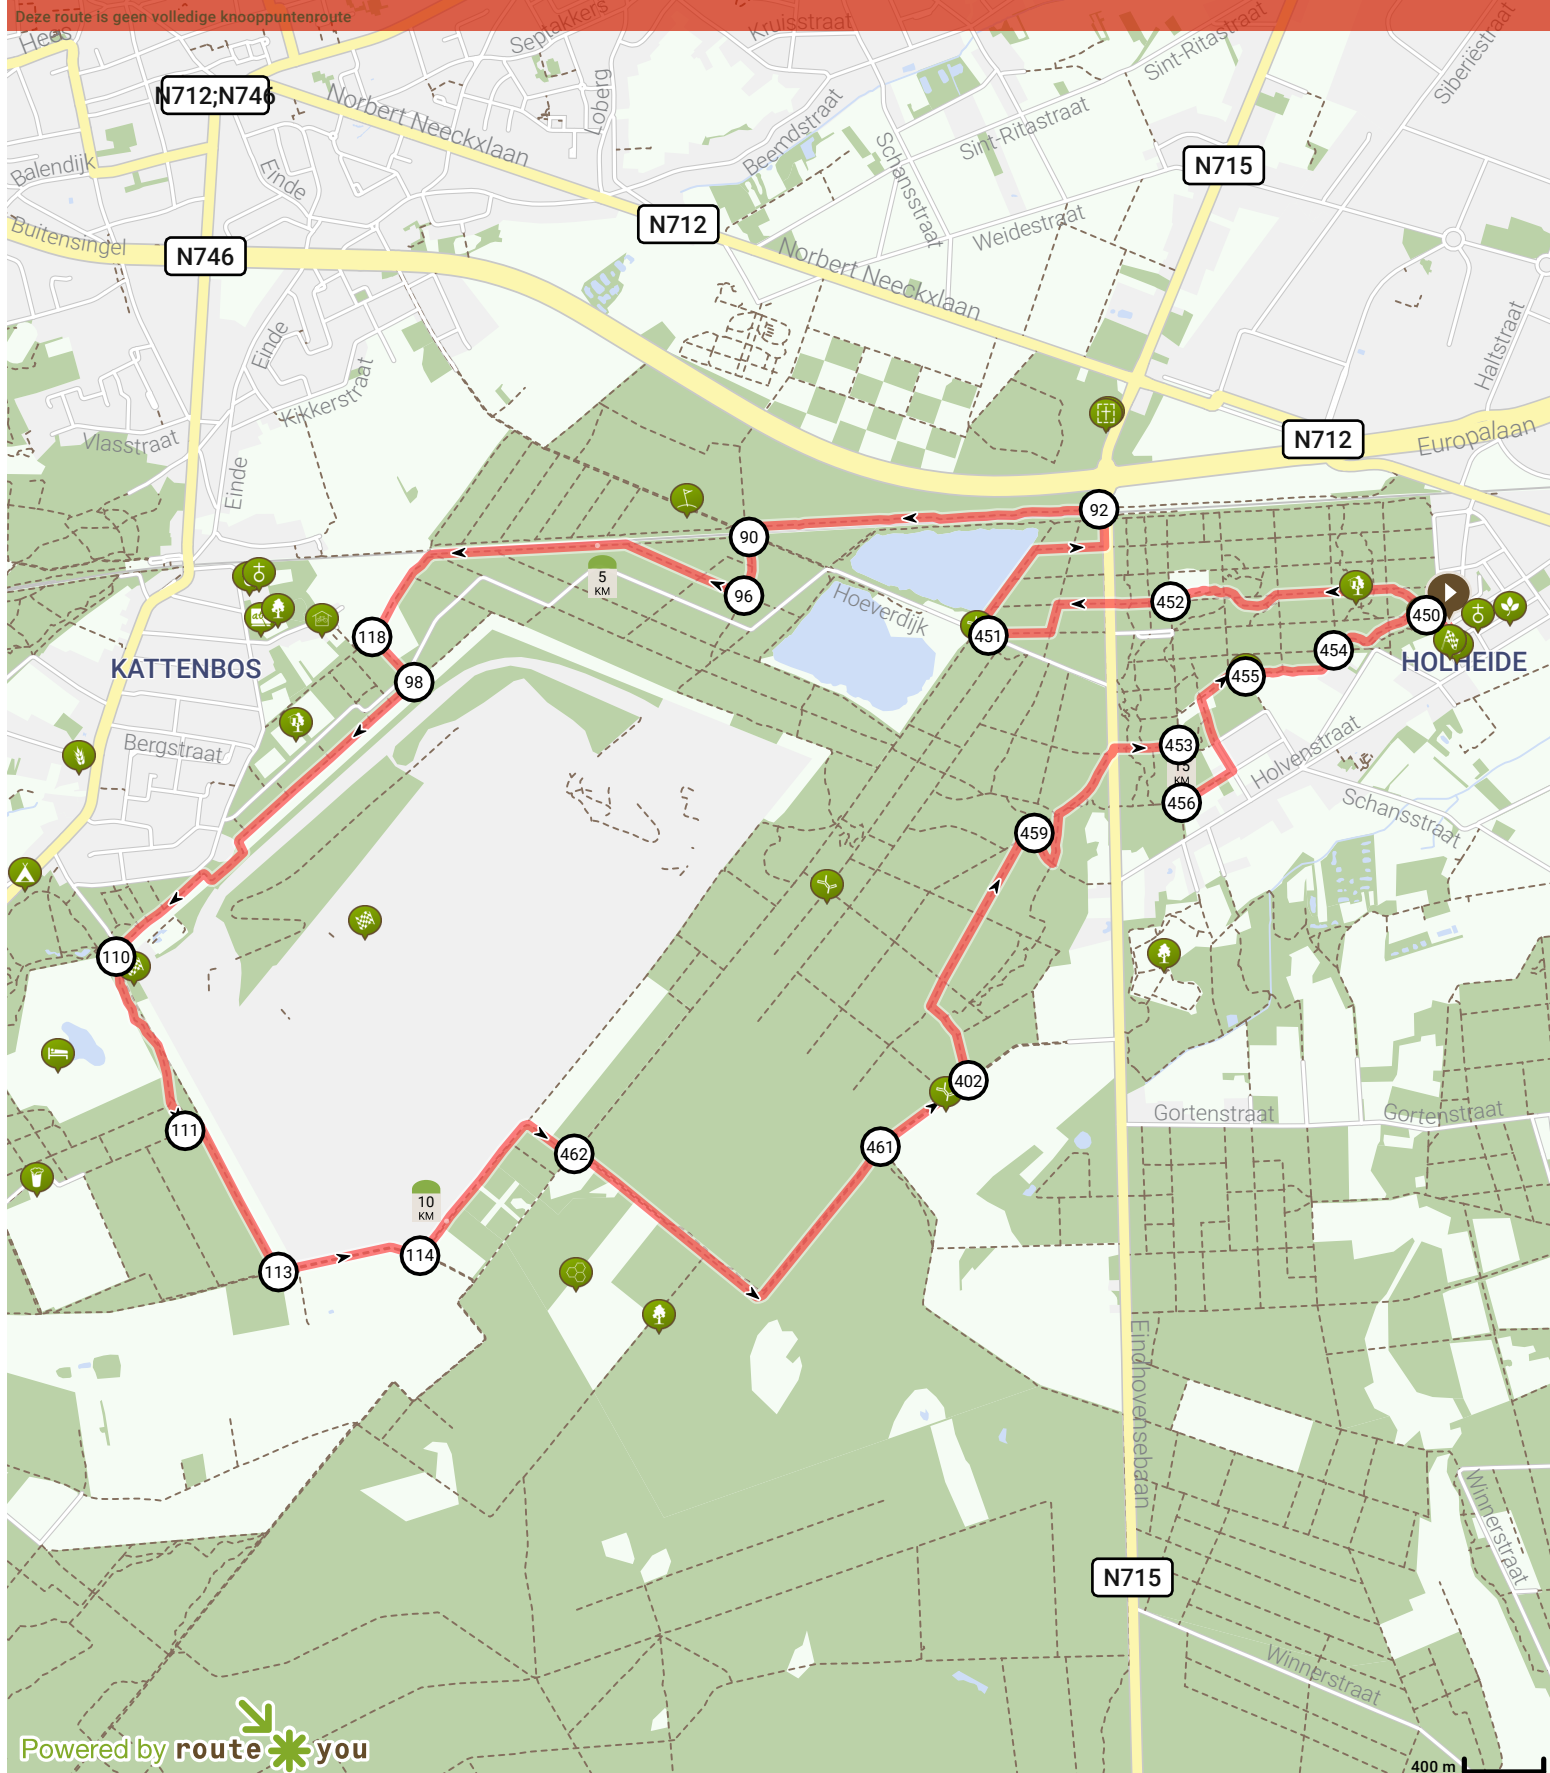 Deze route is geen volledige knooppuntenroute
Hees
Septakkers
Kruisstraat
Sint-Ritastraat
Siberiëstraat
N712;N746
Norbert Neeckxlaan
Loberg
Beemdstraat
Schansstraat
Sint-Ritastraat
N715
Balendijk
Einde
Buitensingel
N746
N712
Weidestraat
Norbert Neeckxlaan
Einde
Haltstraat
Kikkerstraat
Vlasstraat
N712
Europalaan
Einde
92
90
5
KM
96
Hoeverdijk
452
450
118
451
454
KATTENBOS
HOLHEIDE
98
455
Bergstraat
453
15
KM
Holvenstraat
456
Schansstraat
459
110
402
111
Gortenstraat
Gortenstraat
461
462
10
KM
114
113
Eindhovensebaan
Winnerstraat
N715
Winnerstraat
Powered by route you
400 m